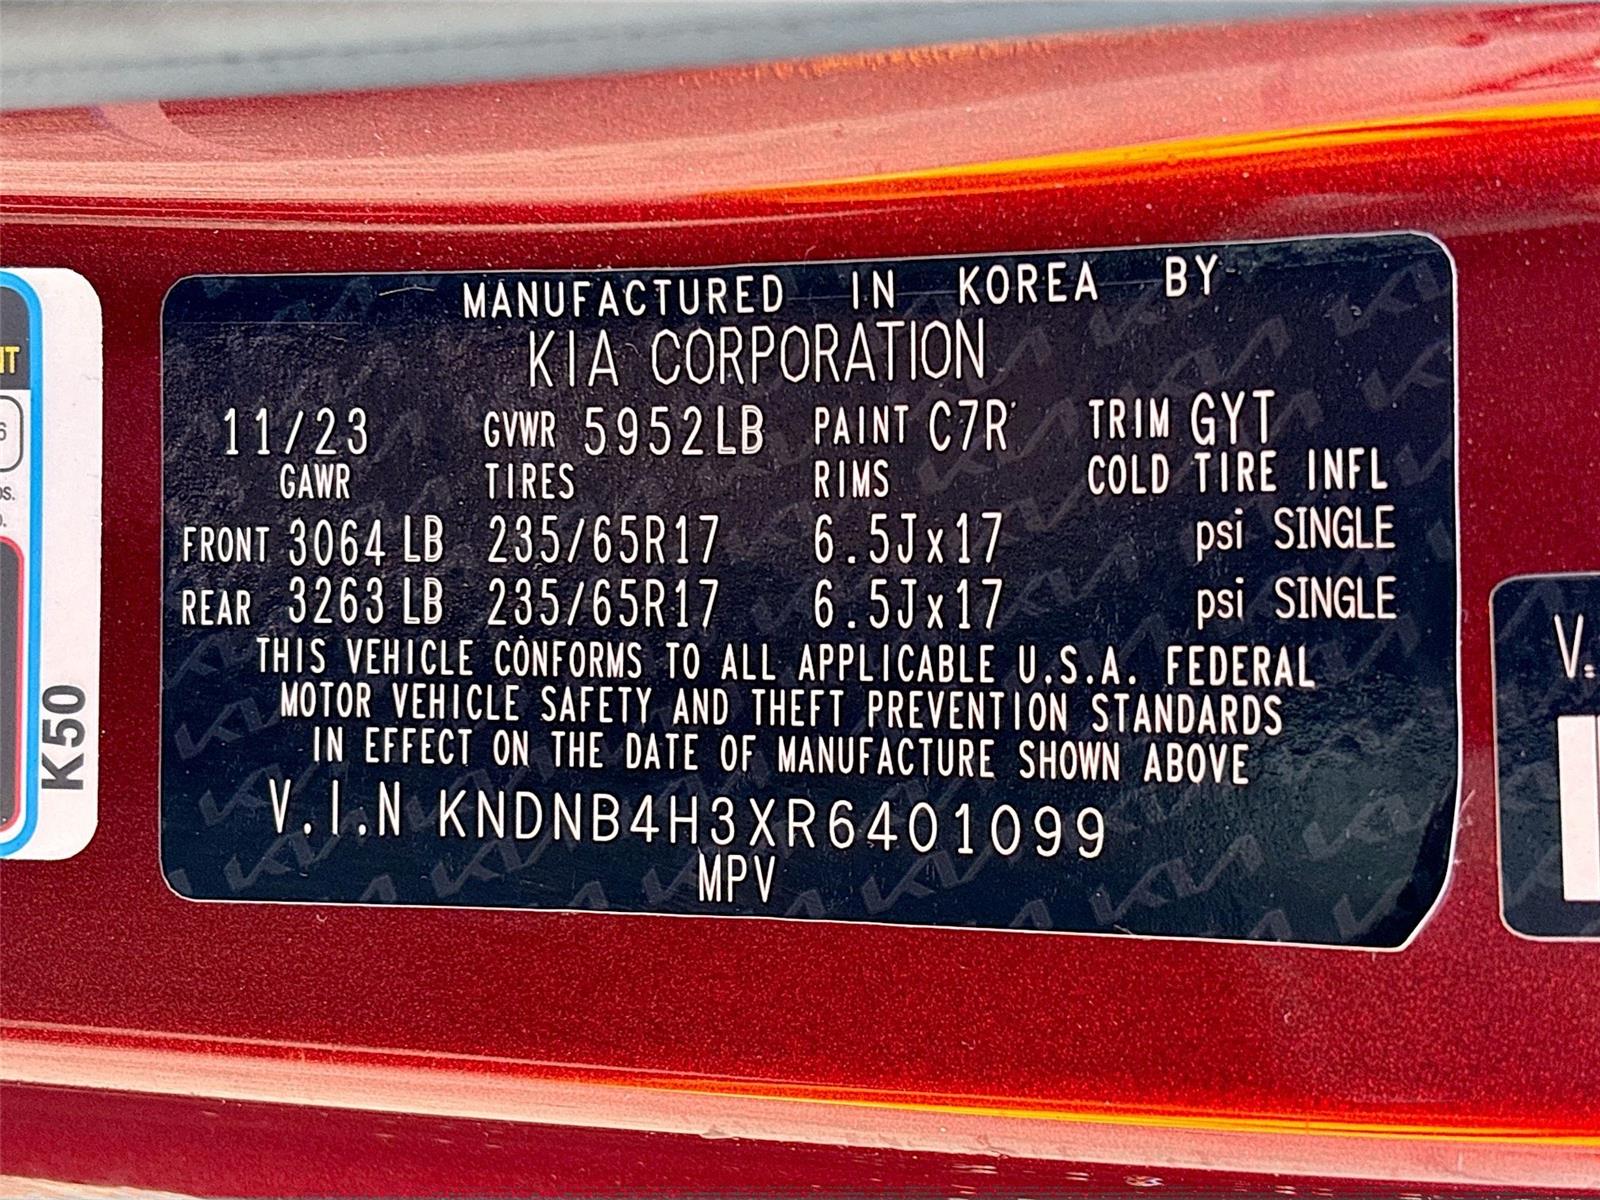 MANUFACTURED IN KOREA BY
KIA CORPORATION
11/23 GVWR 5952LB PAINT C7R TRIM GYT
GAWR TIRES RIMS COLD TIRE INFL
FRONT 3064 LB 235/65R17 6.5Jx17 psi SINGLE
REAR 3263 LB 235/65R17 6.5Jx17 psi SINGLE
THIS VEHICLE CONFORMS TO ALL APPLICABLE U.S.A. FEDERAL
MOTOR VEHICLE SAFETY AND THEFT PREVENTION STANDARDS
IN EFFECT ON THE DATE OF MANUFACTURE SHOWN ABOVE
V.I.N KNDNB4H3XR6401099
MPV
K50
V.